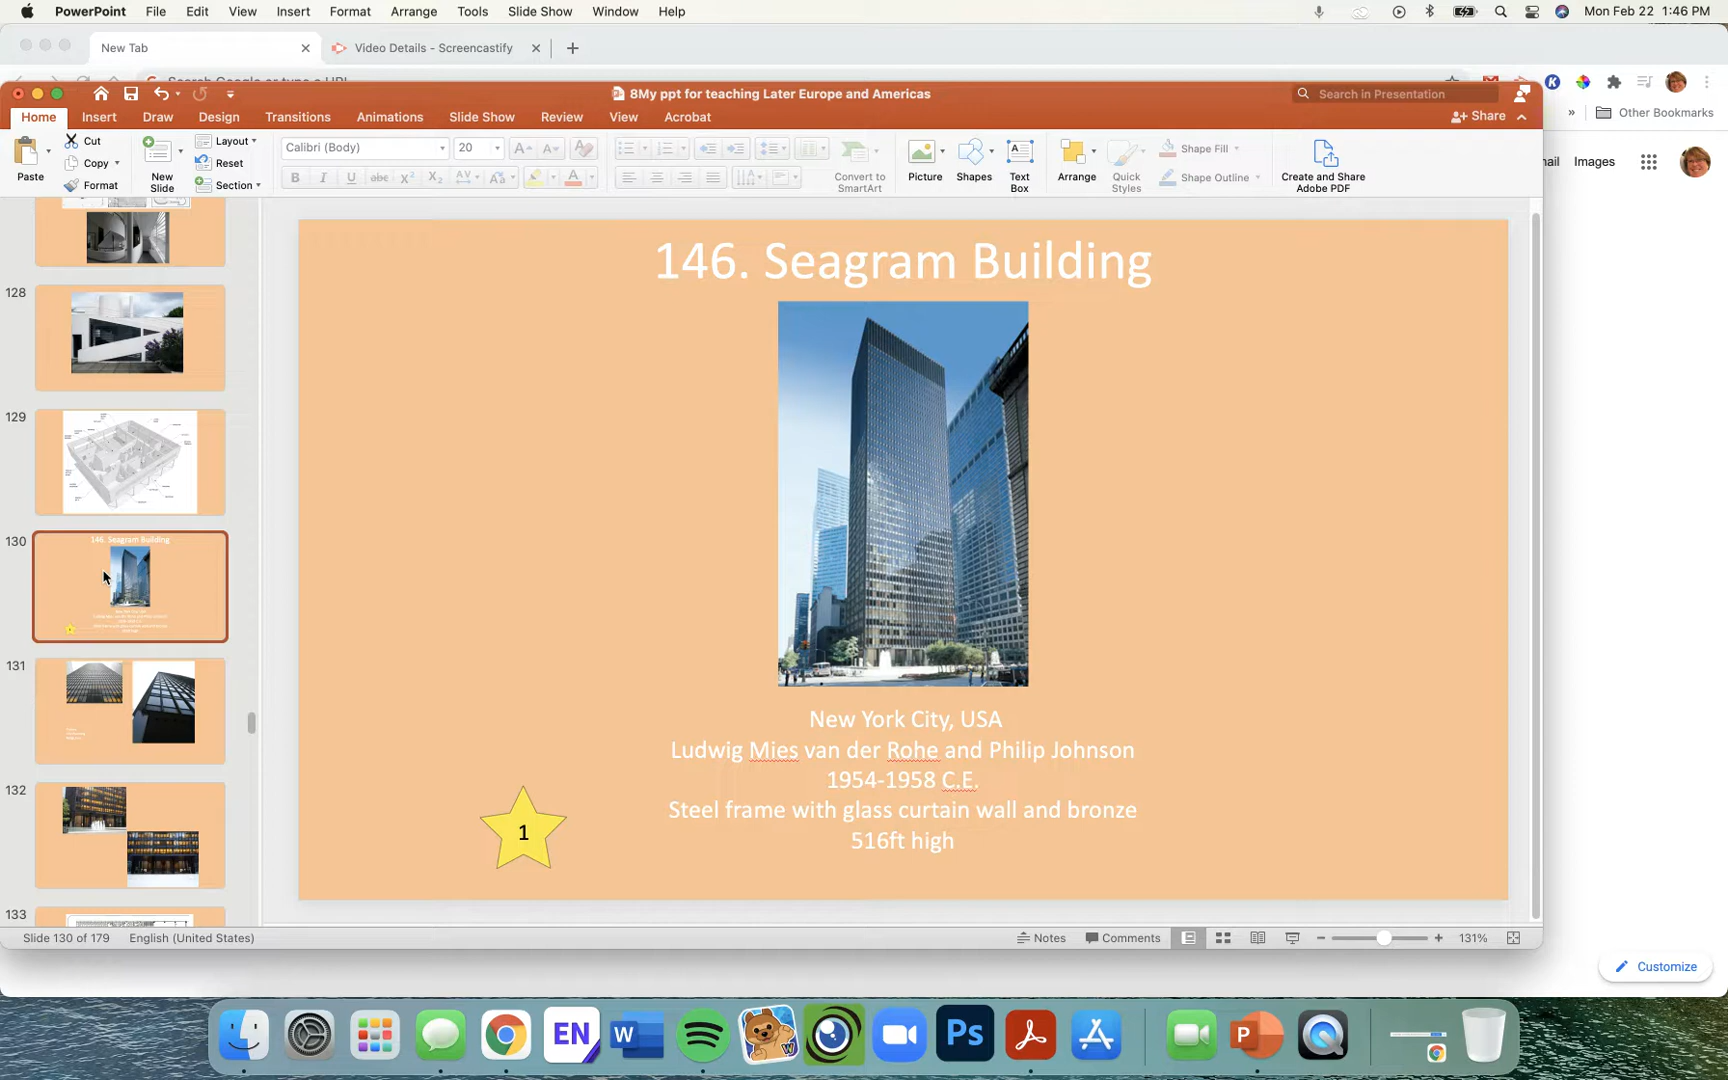 PowerPoint File Edit View Insert Format Arrange Tools Slide Show Window Help Mon Feb 22 1:46 PM
New Tab Video Details - Screencastify
8My ppt for teaching Later Europe and Americas Search in Presentation
Other Bookmarks
Home Insert Draw Design Transitions Animations Slide Show Review View Acrobat Share
Paste Cut Copy Format
New Slide Layout Reset Section
Calibri (Body) 20
Convert to SmartArt
Picture Shapes Text Box Arrange Quick Styles Shape Fill Shape Outline
Create and Share Adobe PDF
Images
128
129
130
146. Seagram Building
131
132
133
146. Seagram Building
New York City, USA
Ludwig Mies van der Rohe and Philip Johnson
1954-1958 C.E.
Steel frame with glass curtain wall and bronze
516ft high
1
Slide 130 of 179 English (United States) Notes Comments 131%
Customize
EN W Ps P